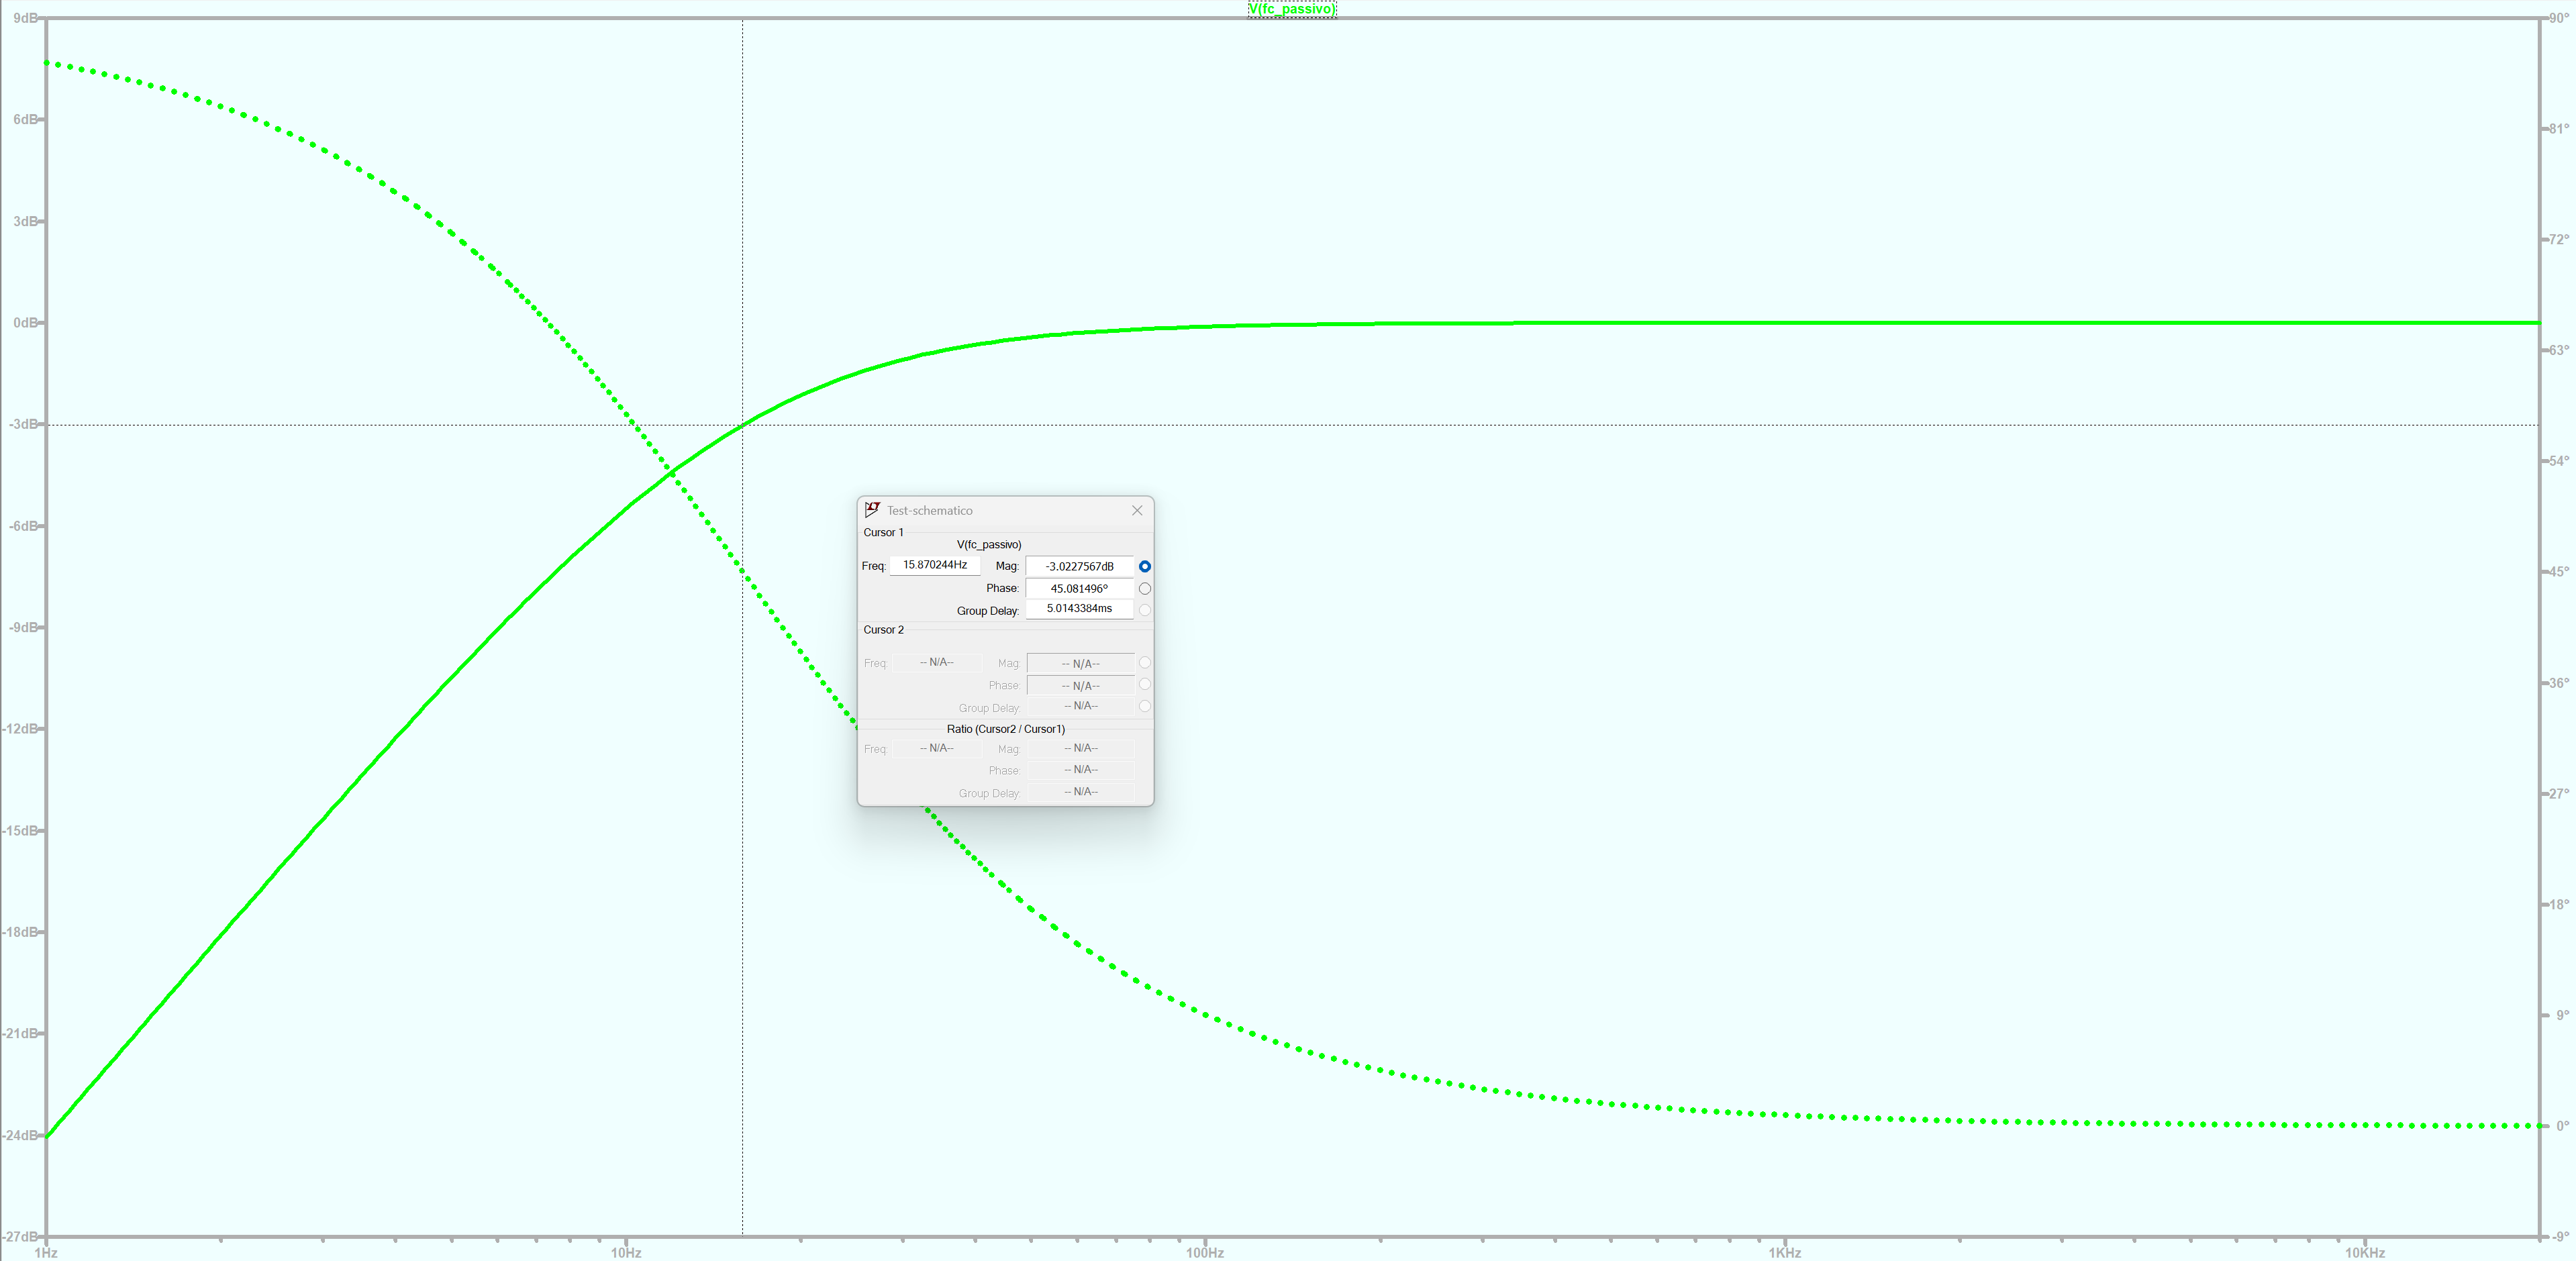 V(fc_passivo)
9dB
6dB
3dB
0dB
-3dB
-6dB
-9dB
-12dB
-15dB
-18dB
-21dB
-24dB
-27dB
90°
81°
72°
63°
54°
45°
36°
27°
18°
9°
0°
-9°
1Hz 10Hz 100Hz 1KHz 10KHz
Test-schematico
Cursor 1
V(fc_passivo)
Freq: 15.870244Hz Mag: -3.0227567dB
Phase: 45.081496°
Group Delay: 5.0143384ms
Cursor 2
Freq: -- N/A-- Mag: -- N/A--
Phase: -- N/A--
Group Delay: -- N/A--
Ratio (Cursor2 / Cursor1)
Freq: -- N/A-- Mag: -- N/A--
Phase: -- N/A--
Group Delay: -- N/A--